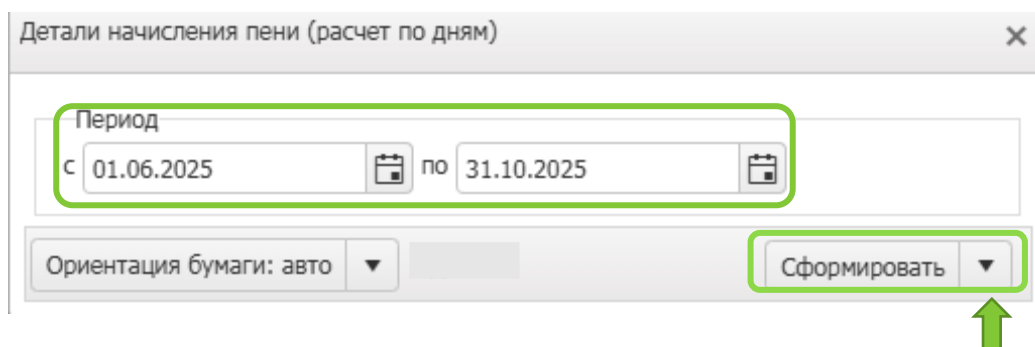 Детали начисления пени (расчет по дням)
Период
с 01.06.2025 по 31.10.2025
Ориентация бумаги: авто Сформировать